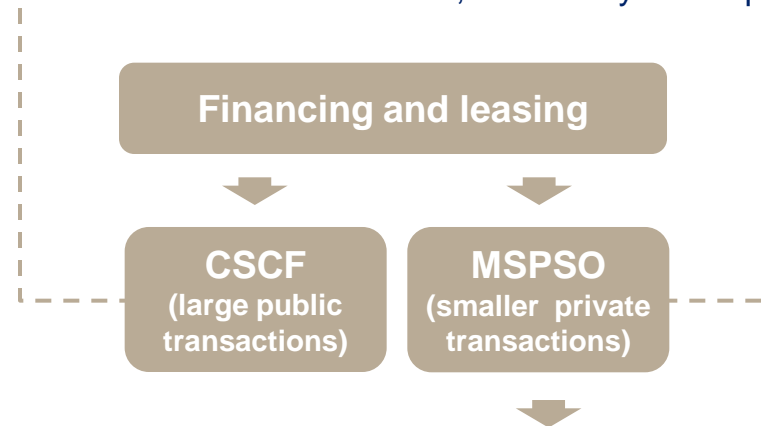 Financing and leasing
CSCF
(large public
transactions)
MSPSO
(smaller private
transactions)